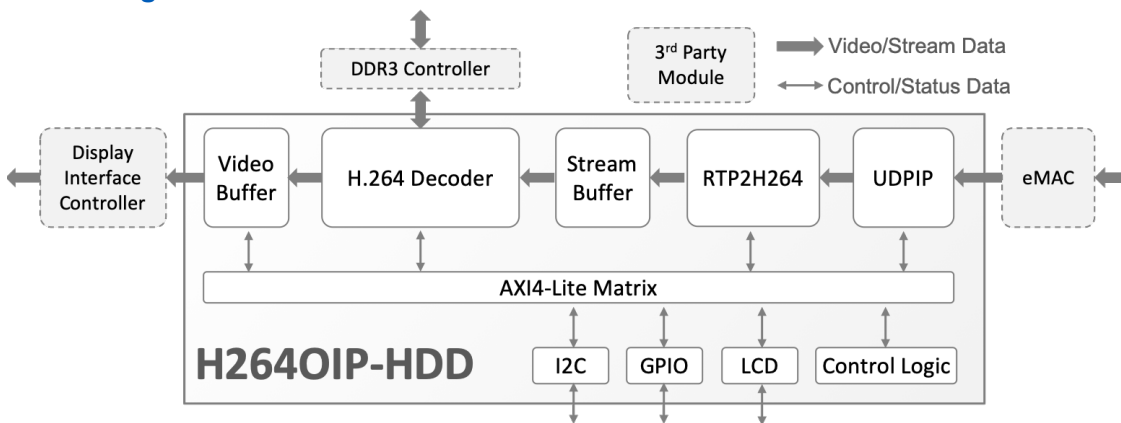 DDR3 Controller
3rd Party
Module
Video/Stream Data
Control/Status Data
Display
Interface
Controller
Video
Buffer
H.264 Decoder
Stream
Buffer
RTP2H264
UDPIP
eMAC
AXI4-Lite Matrix
H264OIP-HDD
I2C
GPIO
LCD
Control Logic